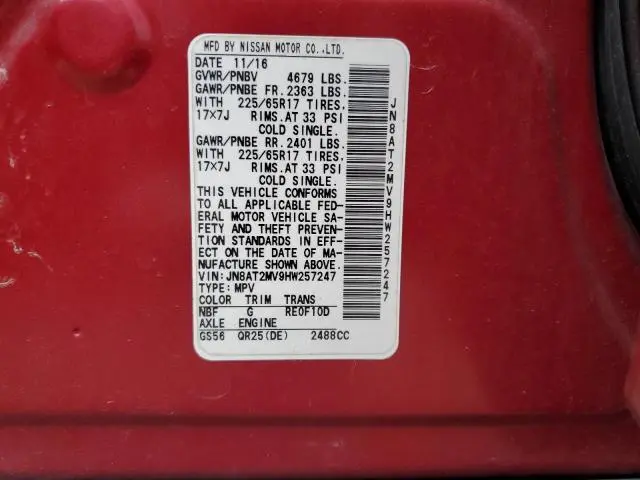 MFD BY NISSAN MOTOR CO.,LTD.
DATE 11/16
GVWR/PNBV 4679 LBS.
GAWR/PNBE FR. 2363 LBS.
WITH 225/65R17 TIRES.
17×7J RIMS.AT 33 PSI
COLD SINGLE.
GAWR/PNBE RR. 2401 LBS.
WITH 225/65R17 TIRES.
17×7J RIMS.AT 33 PSI
COLD SINGLE.
THIS VEHICLE CONFORMS
TO ALL APPLICABLE FED-
ERAL MOTOR VEHICLE SA-
FETY AND THEFT PREVEN-
TION STANDARDS IN EFF-
ECT ON THE DATE OF MA-
NUFACTURE SHOWN ABOVE.
VIN:JN8AT2MV9HW257247
TYPE:MPV
COLOR TRIM TRANS
NBF G RE0F10D
AXLE ENGINE
GS56 QR25(DE) 2488CC
JN8AT2MV9HW257247